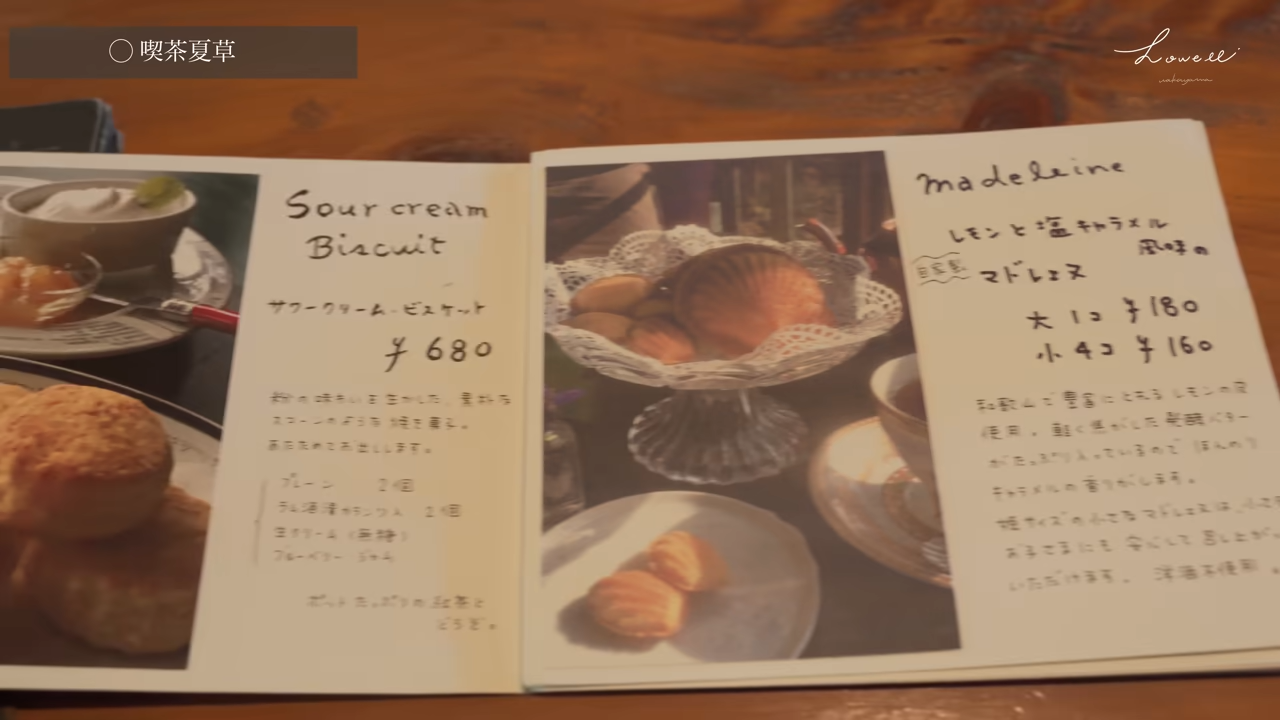 〇 喫茶夏草
Lowell
wakayama
Sour cream
Biscuit
サワークリーム・ビスケット
¥ 680
粉の味わいを生かした、素朴な
スコーンのような焼き菓子。
あたためてお出しします。
プレーン 2個
ラム酒漬カランツ入 2個
生クリーム(無糖)
ブルーベリージャム
ポットたっぷりの紅茶と
どうぞ。
madeleine
レモンと塩キャラメル
風味の
自家製 マドレェヌ
大 1コ ¥180
小 4コ ¥160
和歌山で豊富にとれるレモンの皮
使用。軽く焦がした発酵バター
がたっぷり入っているので ほんのり
キャラメルの香りがします。
姫サイズの小さなマドレェヌは、小さ
お子さまにも 安心して 召し上が
いただけます。 洋酒不使用。